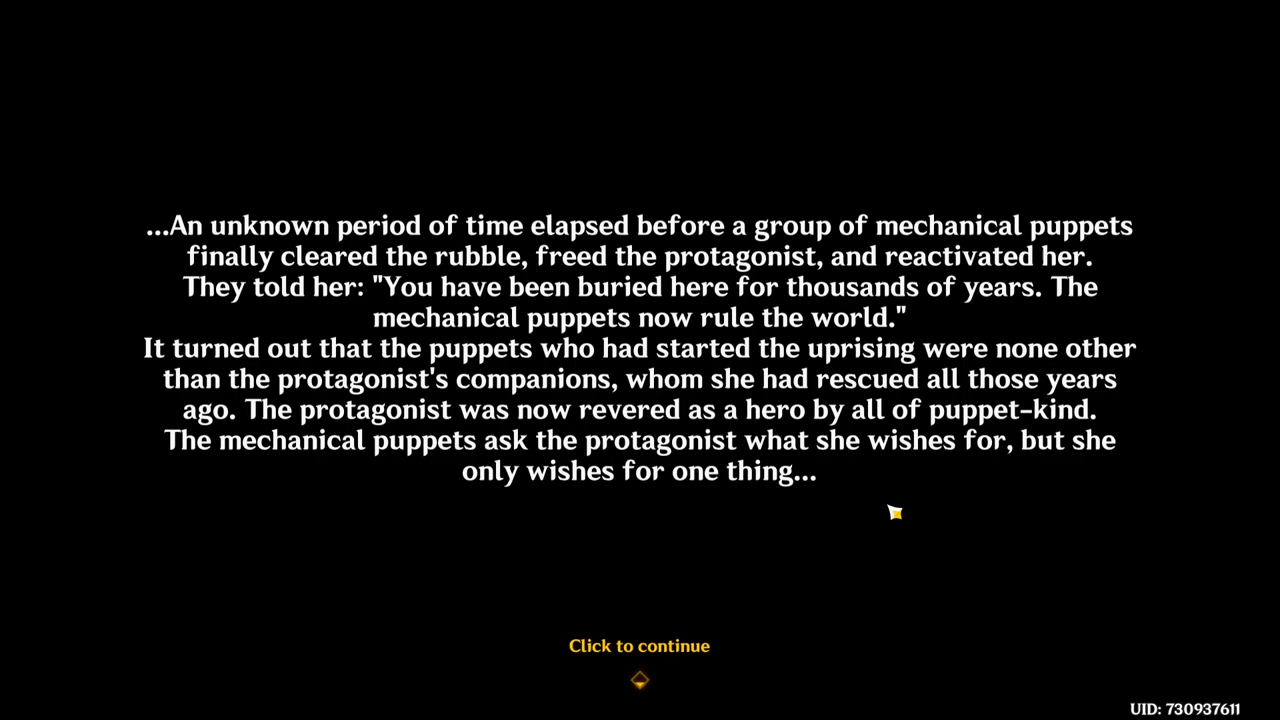 ...An unknown period of time elapsed before a group of mechanical puppets
finally cleared the rubble, freed the protagonist, and reactivated her.
They told her: "You have been buried here for thousands of years. The
mechanical puppets now rule the world."
It turned out that the puppets who had started the uprising were none other
than the protagonist's companions, whom she had rescued all those years
ago. The protagonist was now revered as a hero by all of puppet-kind.
The mechanical puppets ask the protagonist what she wishes for, but she
only wishes for one thing...
Click to continue
UID: 730937611